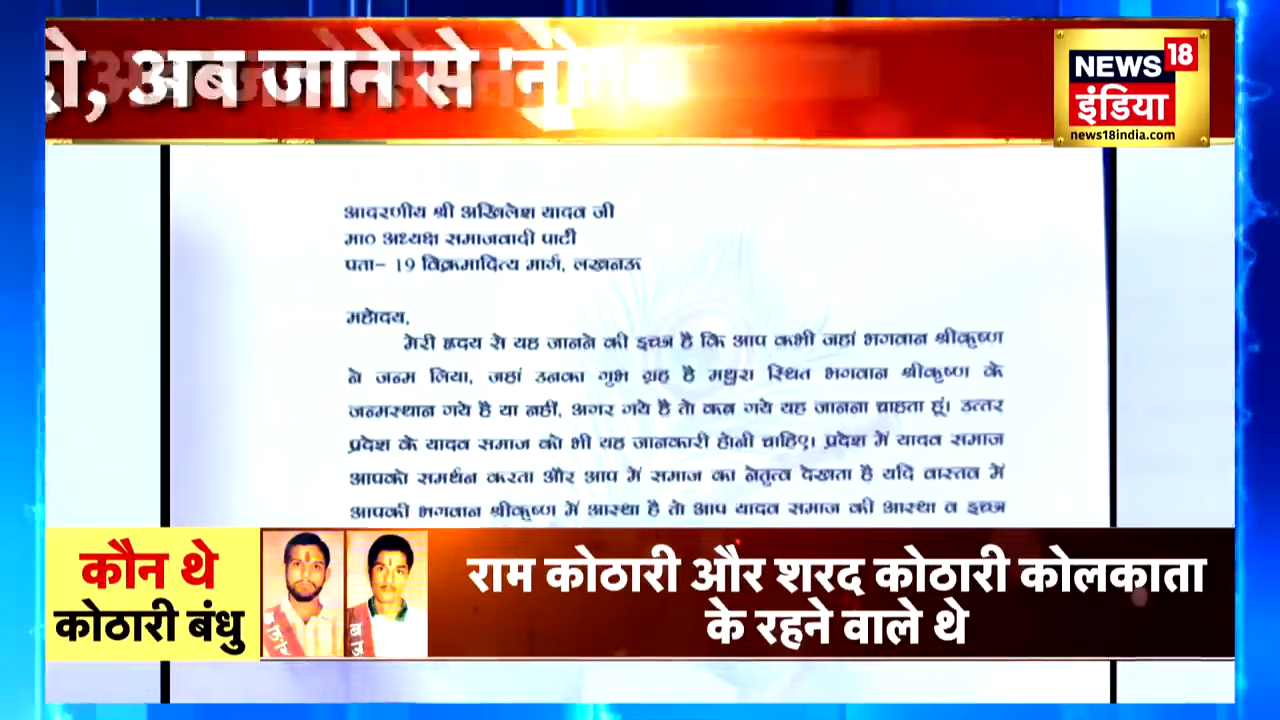 , अब जाने से
NEWS 18
इंडिया
news18india.com
आदरणीय श्री अखिलेश यादव जी
मा० अध्यक्ष समाजवादी पार्टी
पता- 19 विक्रमादित्य मार्ग, लखनऊ
महोदय,
मेरी ह्रदय से यह जानने की इच्छा है कि आप कभी जहां भगवान श्रीकृष्ण
ने जन्म लिया, जहां उनका गृभ ग्रह है मथुरा स्थित भगवान श्रीकृष्ण के
जन्मस्थान गये है या नहीं, अगर गये है तो कब गये यह जानना चाहता हूं। उत्तर
प्रदेश के यादव समाज को भी यह जानकारी होनी चाहिए। प्रदेश में यादव समाज
आपको समर्थन करता और आप में समाज का नेतृत्व देखता है यदि वास्तव में
आपकी भगवान श्रीकृष्ण में आस्था है तो आप यादव समाज की आस्था व इच्छा
कौन थे
कोठारी बंधु
राम कोठारी और शरद कोठारी कोलकाता
के रहने वाले थे